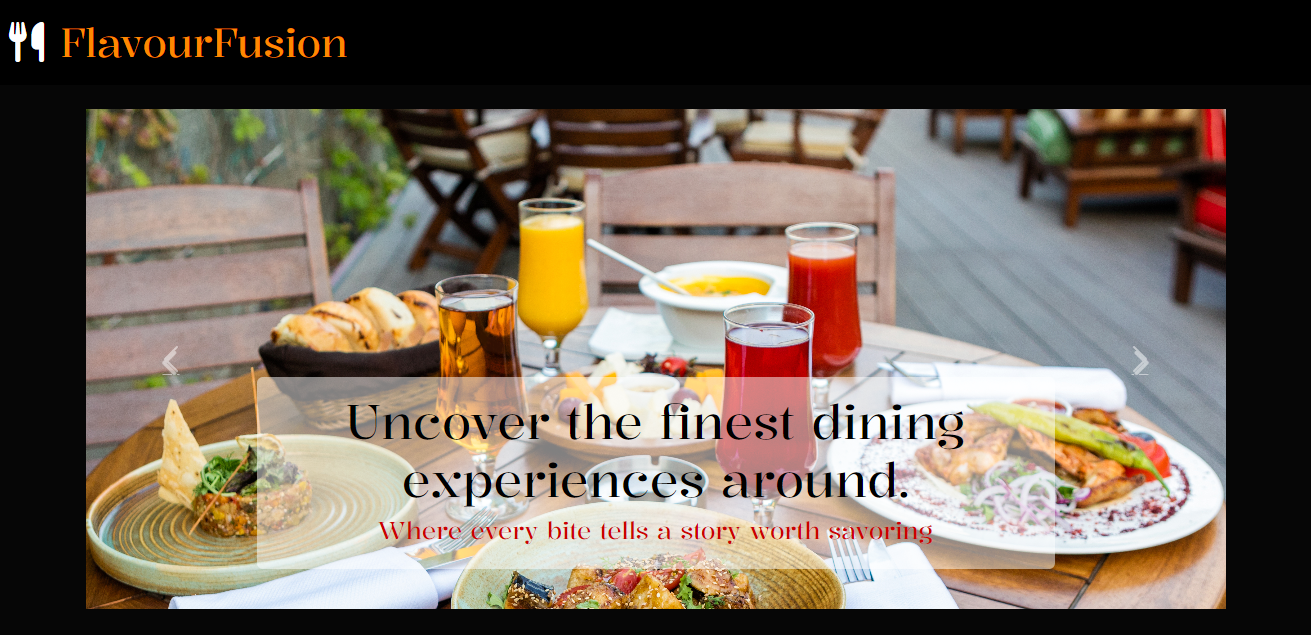 FlavourFusion
Uncover the finest dining
experiences around.
Where every bite tells a story worth savoring